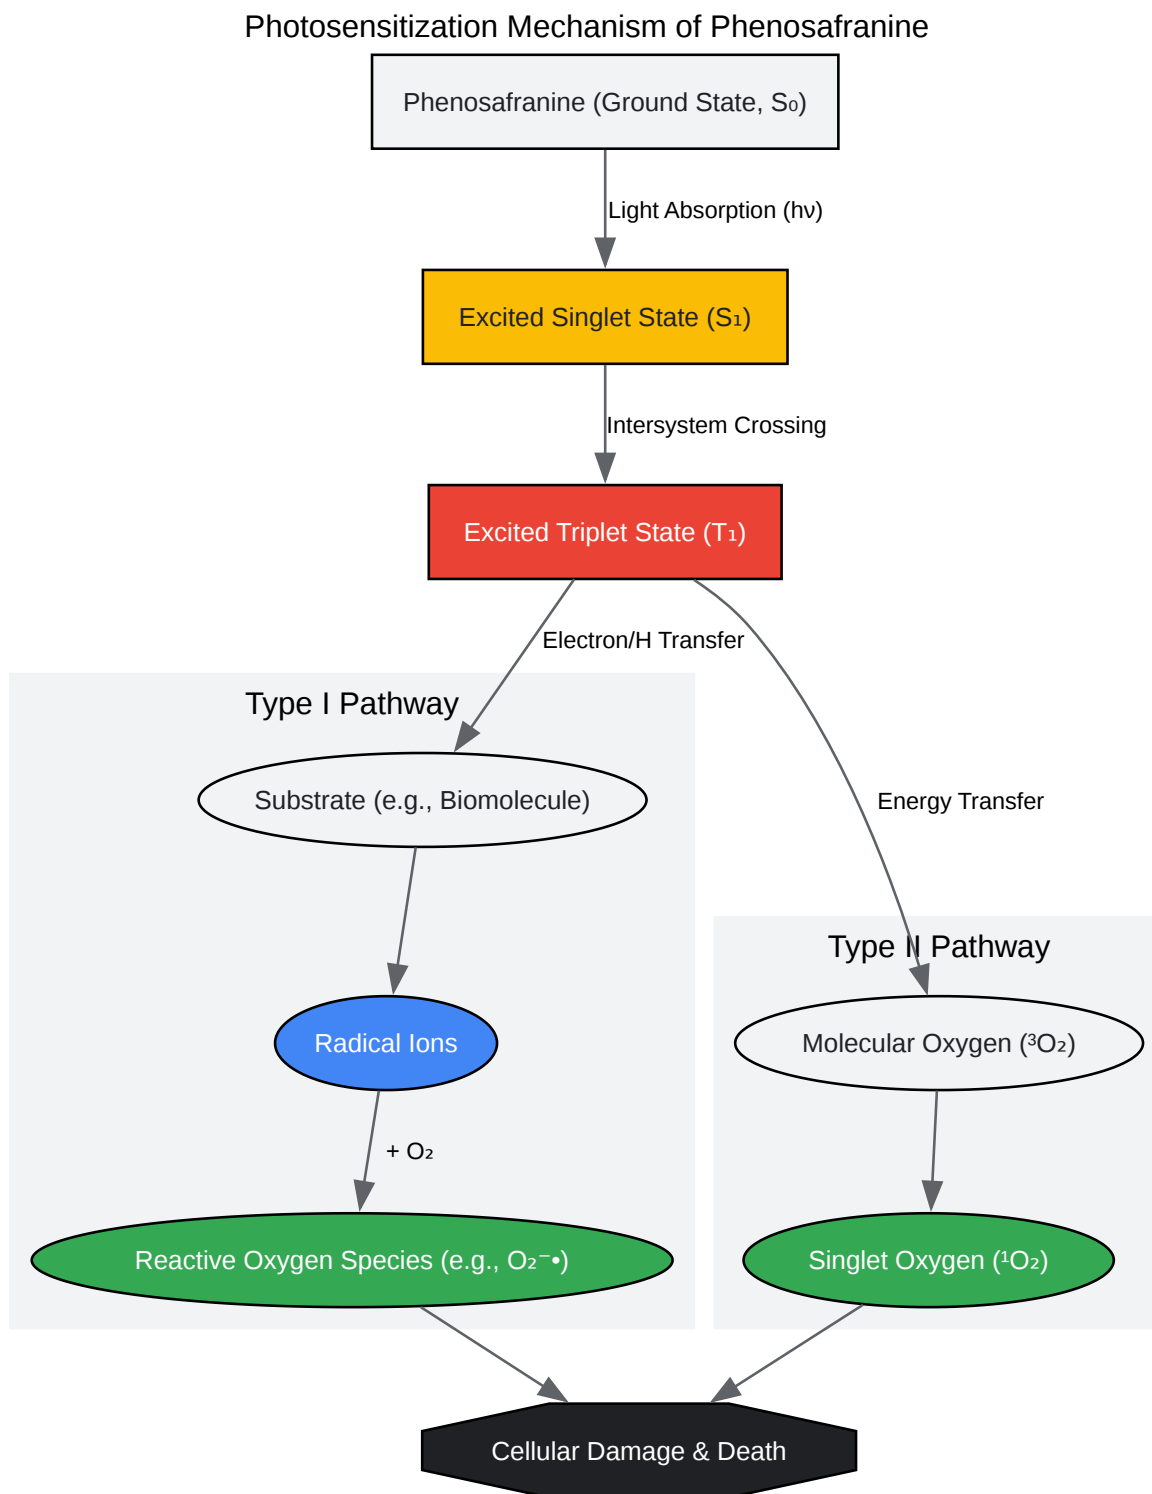 Photosensitization Mechanism of Phenosafranine
Phenosafranine (Ground State, S₀)
Light Absorption (hν)
Excited Singlet State (S₁)
Intersystem Crossing
Excited Triplet State (T₁)
Electron/H Transfer
Type I Pathway
Substrate (e.g., Biomolecule)
Energy Transfer
Type II Pathway
Radical Ions
Molecular Oxygen (³O₂)
+ O₂
Reactive Oxygen Species (e.g., O₂⁻•)
Singlet Oxygen (¹O₂)
Cellular Damage & Death